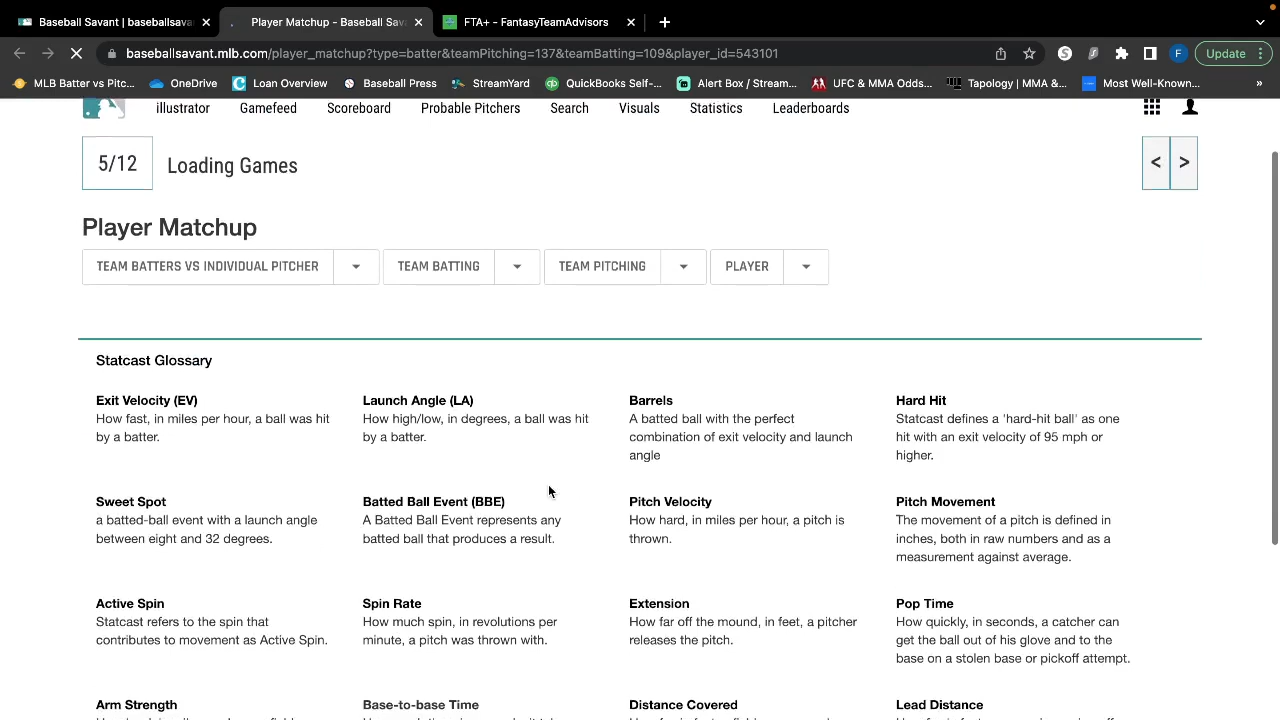 Baseball Savant | baseballsava
Player Matchup - Baseball Sav
FTA+ - FantasyTeamAdvisors
baseballsavant.mlb.com/player_matchup?type=batter&teamPitching=137&teamBatting=109&player_id=543101
F
Update
MLB Batter vs Pitc...
OneDrive
Loan Overview
Baseball Press
StreamYard
QuickBooks Self-...
Alert Box / Stream...
UFC & MMA Odds...
Tapology | MMA &...
Most Well-Known...
»
illustrator
Gamefeed
Scoreboard
Probable Pitchers
Search
Visuals
Statistics
Leaderboards
5/12
Loading Games
< >
Player Matchup
TEAM BATTERS VS INDIVIDUAL PITCHER
TEAM BATTING
TEAM PITCHING
PLAYER
Statcast Glossary
Exit Velocity (EV)
How fast, in miles per hour, a ball was hit
by a batter.
Launch Angle (LA)
How high/low, in degrees, a ball was hit
by a batter.
Barrels
A batted ball with the perfect
combination of exit velocity and launch
angle
Hard Hit
Statcast defines a 'hard-hit ball' as one
hit with an exit velocity of 95 mph or
higher.
Sweet Spot
a batted-ball event with a launch angle
between eight and 32 degrees.
Batted Ball Event (BBE)
A Batted Ball Event represents any
batted ball that produces a result.
Pitch Velocity
How hard, in miles per hour, a pitch is
thrown.
Pitch Movement
The movement of a pitch is defined in
inches, both in raw numbers and as a
measurement against average.
Active Spin
Statcast refers to the spin that
contributes to movement as Active Spin.
Spin Rate
How much spin, in revolutions per
minute, a pitch was thrown with.
Extension
How far off the mound, in feet, a pitcher
releases the pitch.
Pop Time
How quickly, in seconds, a catcher can
get the ball out of his glove and to the
base on a stolen base or pickoff attempt.
Arm Strength
Base-to-base Time
Distance Covered
Lead Distance